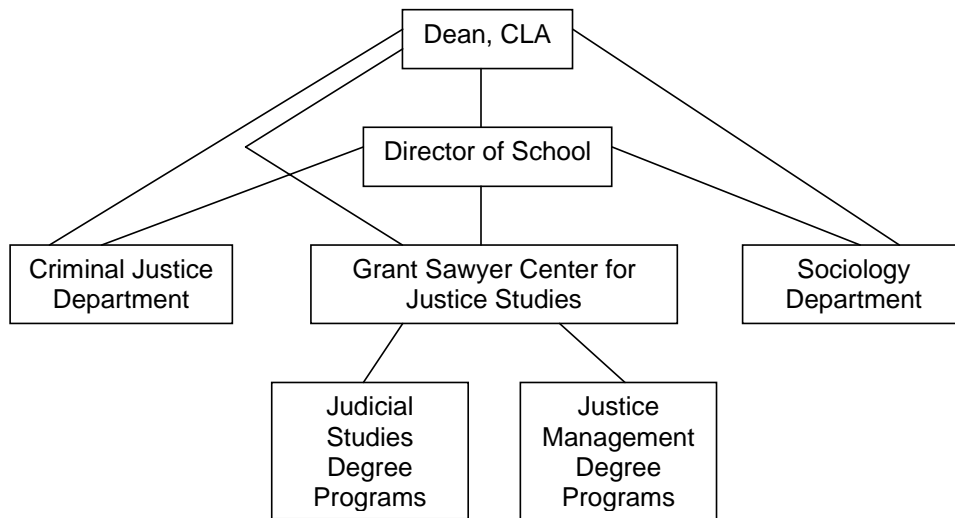 Dean, CLA
Director of School
Criminal Justice
Department
Grant Sawyer Center for
Justice Studies
Sociology
Department
Judicial
Studies
Degree
Programs
Justice
Management
Degree
Programs